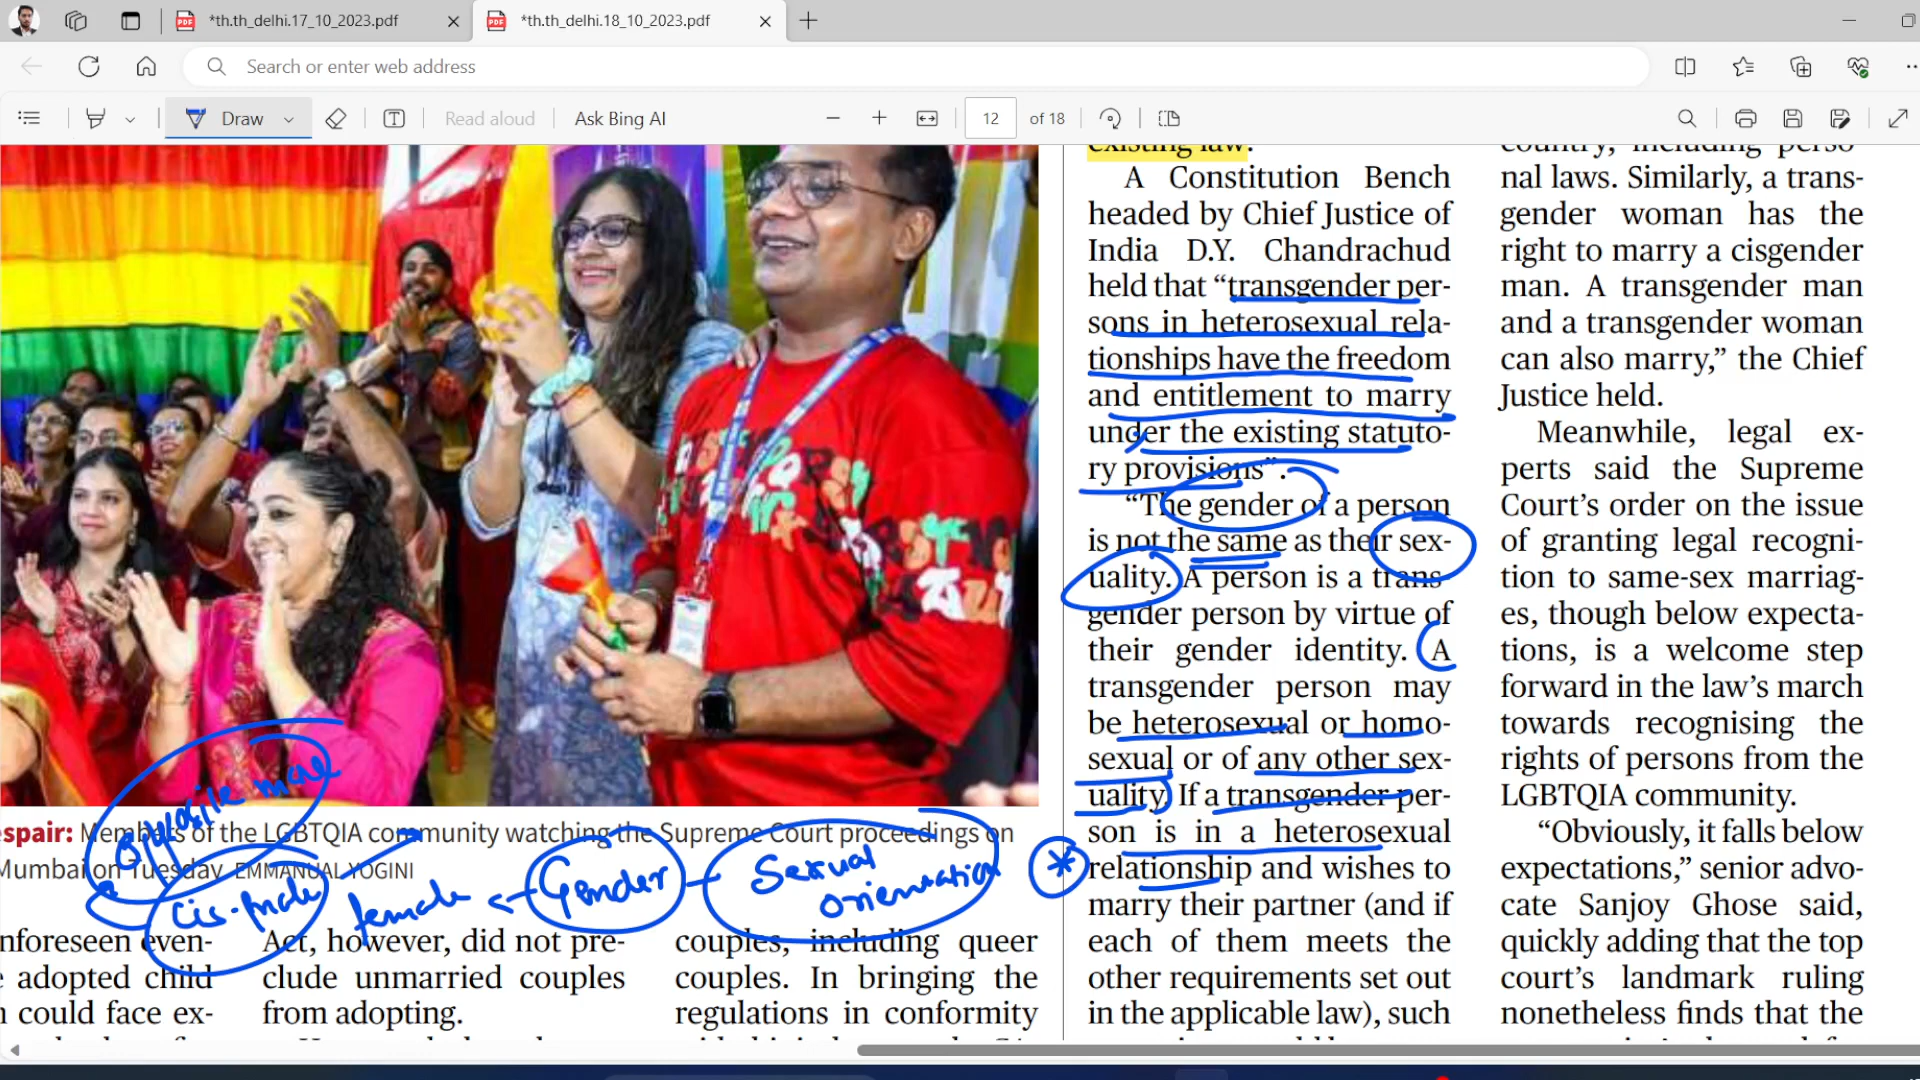 *th.th_delhi.17_10_2023.pdf
*th.th_delhi.18_10_2023.pdf
Search or enter web address
Draw
Read aloud
Ask Bing AI
12
of 18
espair: Members of the LGBTQIA community watching the Supreme Court proceedings on
Mumbai on Tuesday. EMMANUAL YOGINI
male
cis-male
female
Gender
Sexual
orientation
nforeseen even-
e adopted child
could face ex-
Act, however, did not pre-
clude unmarried couples
from adopting.
couples, including queer
couples. In bringing the
regulations in conformity
existing law.
A Constitution Bench
headed by Chief Justice of
India D.Y. Chandrachud
held that “transgender per-
sons in heterosexual rela-
tionships have the freedom
and entitlement to marry
under the existing statuto-
ry provisions”.
“The gender of a person
is not the same as their sex-
uality. A person is a trans-
gender person by virtue of
their gender identity. A
transgender person may
be heterosexual or homo-
sexual or of any other sex-
uality. If a transgender per-
son is in a heterosexual
relationship and wishes to
marry their partner (and if
each of them meets the
other requirements set out
in the applicable law), such
country, including perso-
nal laws. Similarly, a trans-
gender woman has the
right to marry a cisgender
man. A transgender man
and a transgender woman
can also marry,” the Chief
Justice held.
Meanwhile, legal ex-
perts said the Supreme
Court’s order on the issue
of granting legal recogni-
tion to same-sex marriag-
es, though below expecta-
tions, is a welcome step
forward in the law’s march
towards recognising the
rights of persons from the
LGBTQIA community.
“Obviously, it falls below
expectations,” senior advo-
cate Sanjoy Ghose said,
quickly adding that the top
court’s landmark ruling
nonetheless finds that the